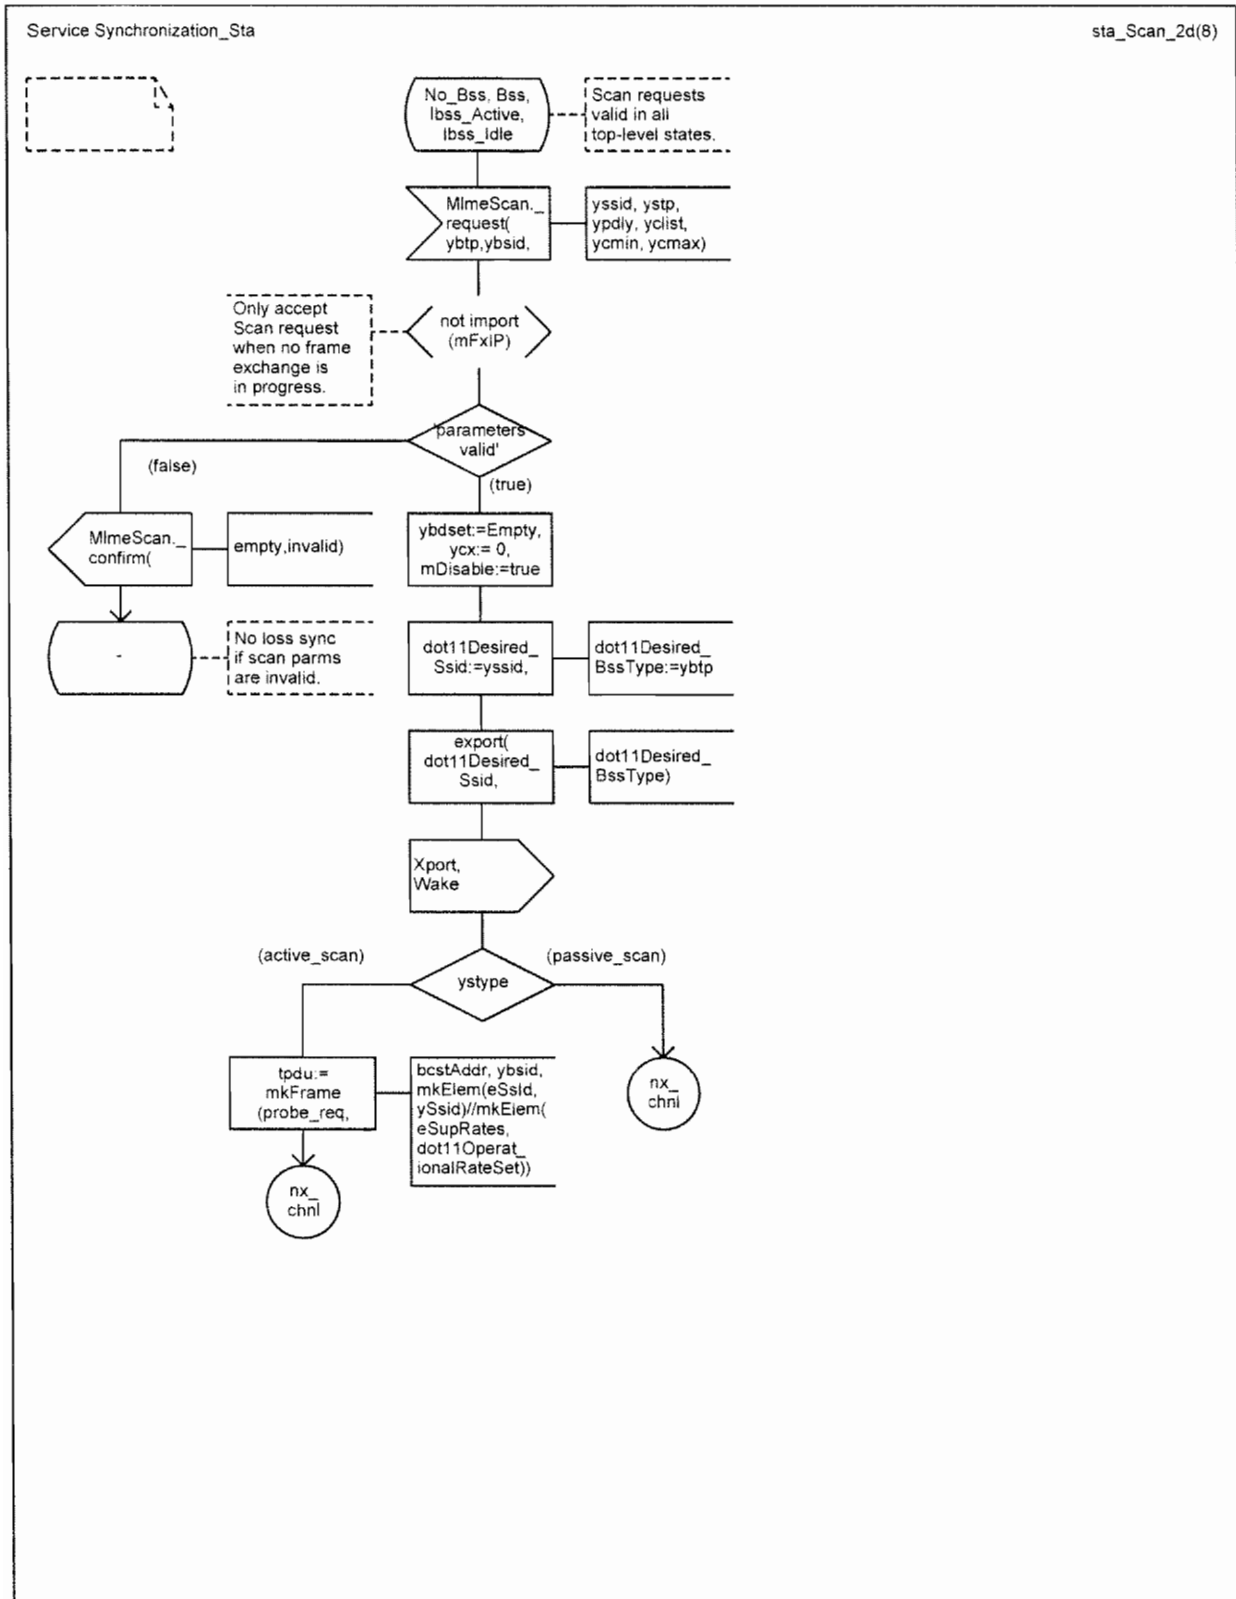 Service Synchronization_Sta
sta_Scan_2d(8)
No_Bss, Bss,
Ibss_Active,
Ibss_Idle
Scan requests
valid in all
top-level states.
MlmeScan._
request(
ybtp,ybsid,
yssid, ystp,
ypdly, yclist,
ycmin, ycmax)
Only accept
Scan request
when no frame
exchange is
in progress.
not import
(mFxIP)
'parameters
valid'
(false)
(true)
MlmeScan._
confirm(
empty,invalid)
ybdset:=Empty,
ycx:= 0,
mDisable:=true
-
No loss sync
if scan parms
are invalid.
dot11Desired_
Ssid:=yssid,
dot11Desired_
BssType:=ybtp
export(
dot11Desired_
Ssid,
dot11Desired_
BssType)
Xport,
Wake
(active_scan)
(passive_scan)
ystype
tpdu:=
mkFrame
(probe_req,
bcstAddr, ybsid,
mkElem(eSsId,
ySsid)//mkElem(
eSupRates,
dot11Operat_
ionalRateSet))
nx_
chnl
nx_
chnl